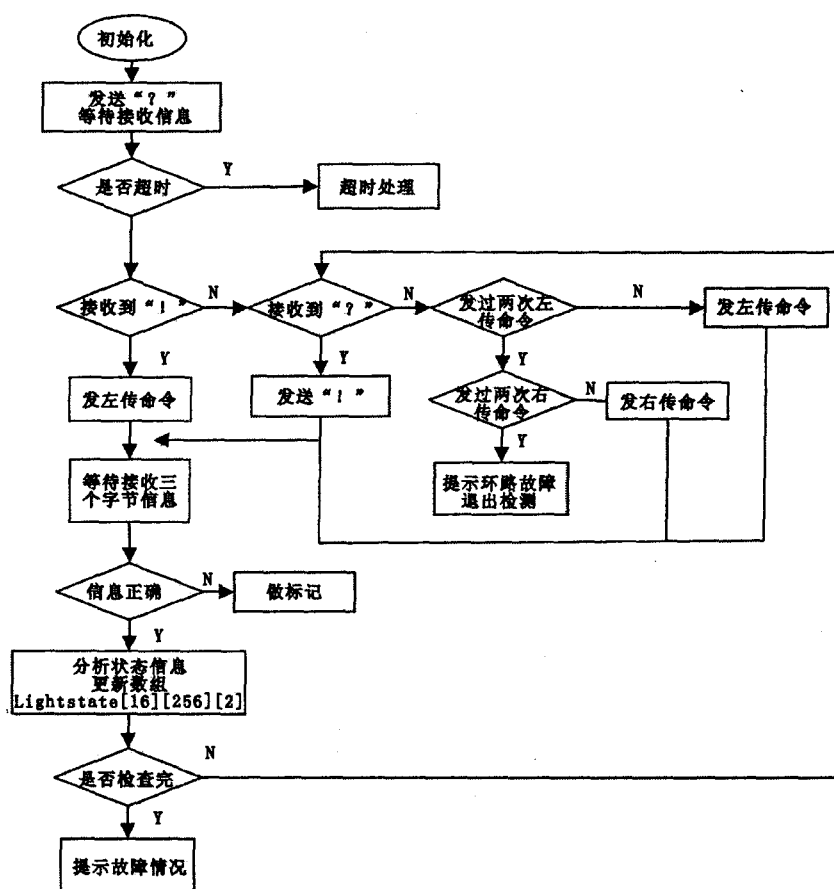 初始化
发送“？”
等待接收信息
是否超时
Y
超时处理
接收到“！”
N
接收到“？”
N
发过两次左
传命令
N
发左传命令
Y
Y
Y
发左传命令
发送“！”
发过两次右
传命令
N
发右传命令
Y
等待接收三
个字节信息
提示环路故障
退出检测
信息正确
N
做标记
Y
分析状态信息
更新数组
Lightstate[16][256][2]
N
是否检查完
Y
提示故障情况